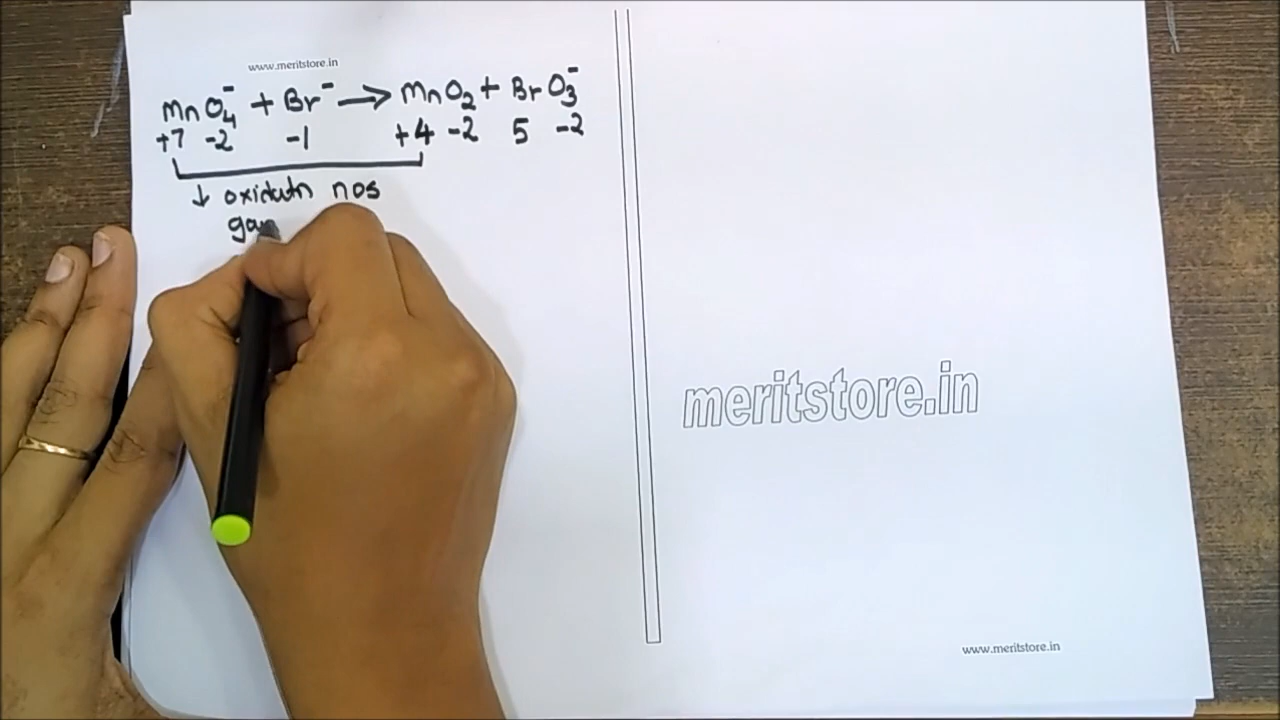 www.meritstore.in
MnO₄⁻ + Br⁻ ⟶ MnO₂ + BrO₃⁻
+7 -2 -1 +4 -2 5 -2
↓ oxidatn nos
meritstore.in
www.meritstore.in